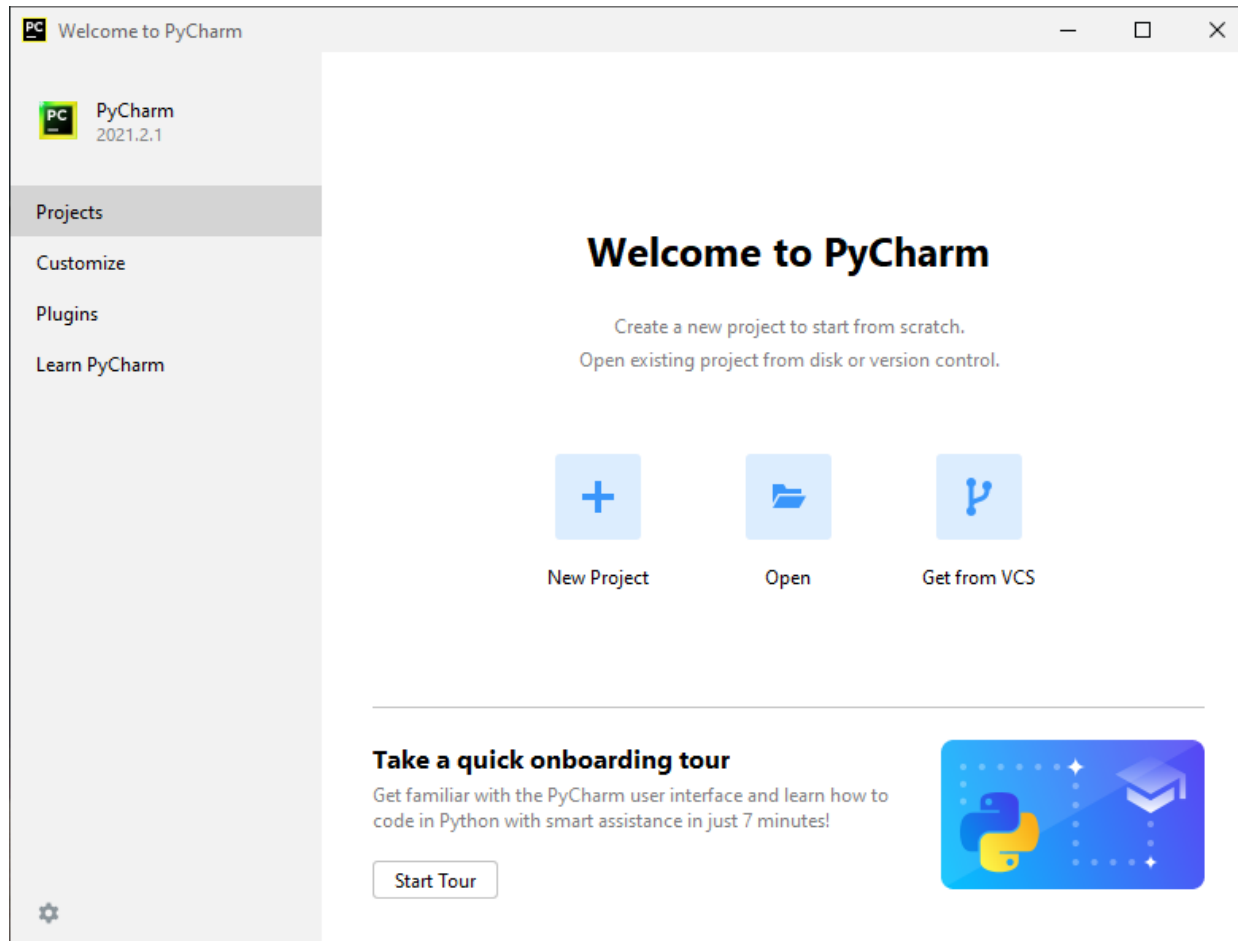 PC Welcome to PyCharm
PC PyCharm
2021.2.1
Projects
Customize
Plugins
Learn PyCharm
Welcome to PyCharm
Create a new project to start from scratch.
Open existing project from disk or version control.
New Project
Open
Get from VCS
Take a quick onboarding tour
Get familiar with the PyCharm user interface and learn how to
code in Python with smart assistance in just 7 minutes!
Start Tour